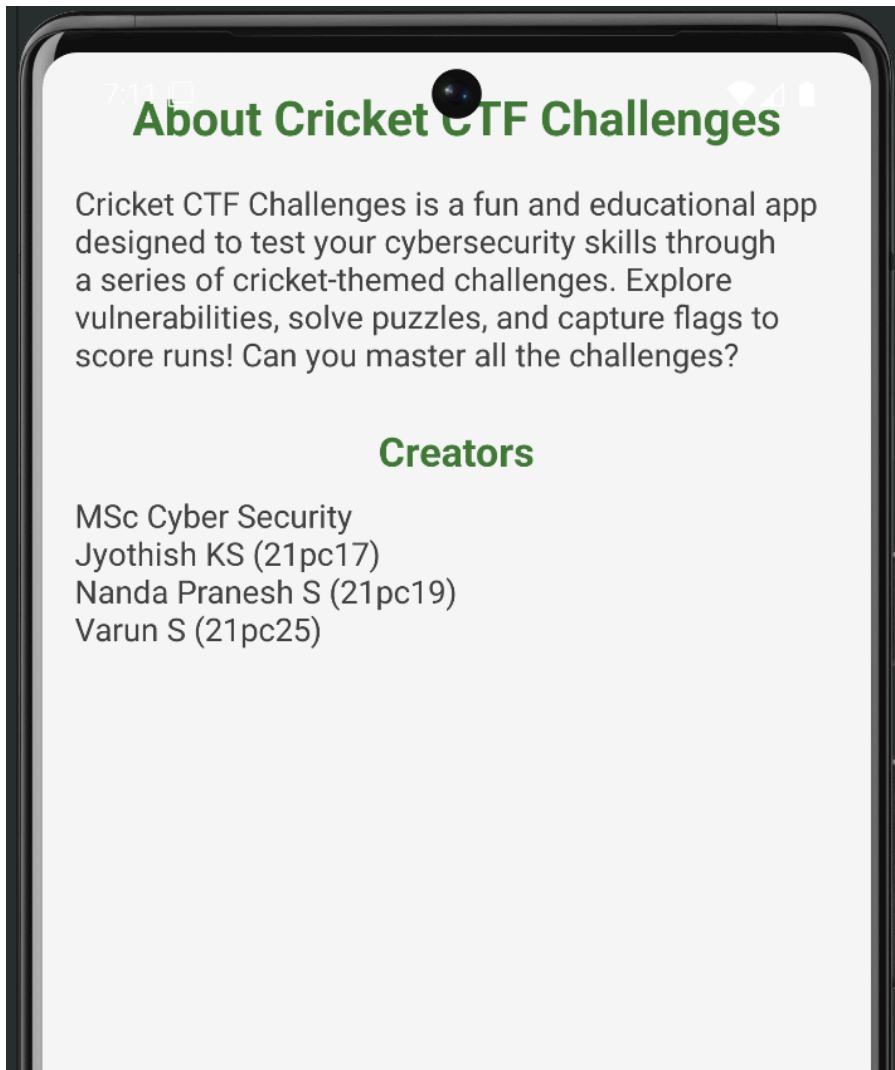 7:11
About Cricket CTF Challenges
Cricket CTF Challenges is a fun and educational app
designed to test your cybersecurity skills through
a series of cricket-themed challenges. Explore
vulnerabilities, solve puzzles, and capture flags to
score runs! Can you master all the challenges?
Creators
MSc Cyber Security
Jyothish KS (21pc17)
Nanda Pranesh S (21pc19)
Varun S (21pc25)